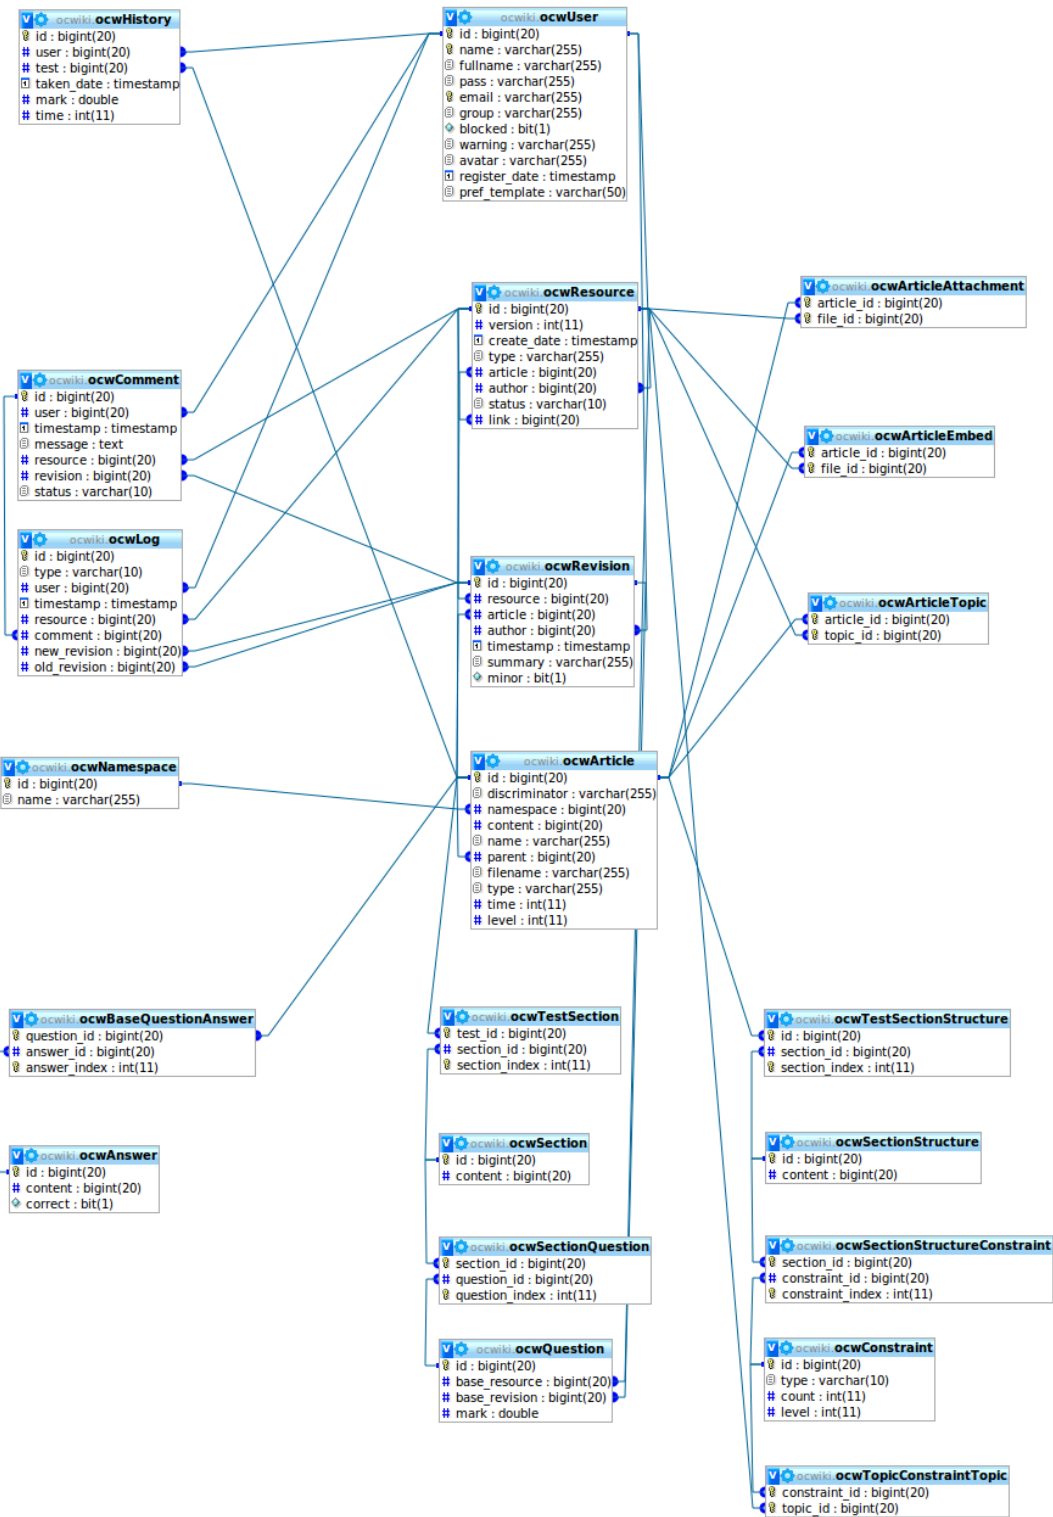 ocwiki.ocwHistory
id : bigint(20)
user : bigint(20)
test : bigint(20)
taken_date : timestamp
mark : double
time : int(11)
ocwiki.ocwUser
id : bigint(20)
name : varchar(255)
fullname : varchar(255)
pass : varchar(255)
email : varchar(255)
group : varchar(255)
blocked : bit(1)
warning : varchar(255)
avatar : varchar(255)
register_date : timestamp
pref_template : varchar(50)
ocwiki.ocwResource
id : bigint(20)
version : int(11)
create_date : timestamp
type : varchar(255)
article : bigint(20)
author : bigint(20)
status : varchar(10)
link : bigint(20)
ocwiki.ocwArticleAttachment
article_id : bigint(20)
file_id : bigint(20)
ocwiki.ocwComment
id : bigint(20)
user : bigint(20)
timestamp : timestamp
message : text
resource : bigint(20)
revision : bigint(20)
status : varchar(10)
ocwiki.ocwArticleEmbed
article_id : bigint(20)
file_id : bigint(20)
ocwiki.ocwLog
id : bigint(20)
type : varchar(10)
user : bigint(20)
timestamp : timestamp
resource : bigint(20)
comment : bigint(20)
new_revision : bigint(20)
old_revision : bigint(20)
ocwiki.ocwRevision
id : bigint(20)
resource : bigint(20)
article : bigint(20)
author : bigint(20)
timestamp : timestamp
summary : varchar(255)
minor : bit(1)
ocwiki.ocwArticleTopic
article_id : bigint(20)
topic_id : bigint(20)
ocwiki.ocwNamespace
id : bigint(20)
name : varchar(255)
ocwiki.ocwArticle
id : bigint(20)
discriminator : varchar(255)
namespace : bigint(20)
content : bigint(20)
name : varchar(255)
parent : bigint(20)
filename : varchar(255)
type : varchar(255)
time : int(11)
level : int(11)
ocwiki.ocwBaseQuestionAnswer
question_id : bigint(20)
answer_id : bigint(20)
answer_index : int(11)
ocwiki.ocwTestSection
test_id : bigint(20)
section_id : bigint(20)
section_index : int(11)
ocwiki.ocwTestSectionStructure
id : bigint(20)
section_id : bigint(20)
section_index : int(11)
ocwiki.ocwAnswer
id : bigint(20)
content : bigint(20)
correct : bit(1)
ocwiki.ocwSection
id : bigint(20)
content : bigint(20)
ocwiki.ocwSectionStructure
id : bigint(20)
content : bigint(20)
ocwiki.ocwSectionQuestion
section_id : bigint(20)
question_id : bigint(20)
question_index : int(11)
ocwiki.ocwSectionStructureConstraint
section_id : bigint(20)
constraint_id : bigint(20)
constraint_index : int(11)
ocwiki.ocwQuestion
id : bigint(20)
base_resource : bigint(20)
base_revision : bigint(20)
mark : double
ocwiki.ocwConstraint
id : bigint(20)
type : varchar(10)
count : int(11)
level : int(11)
ocwiki.ocwTopicConstraintTopic
constraint_id : bigint(20)
topic_id : bigint(20)